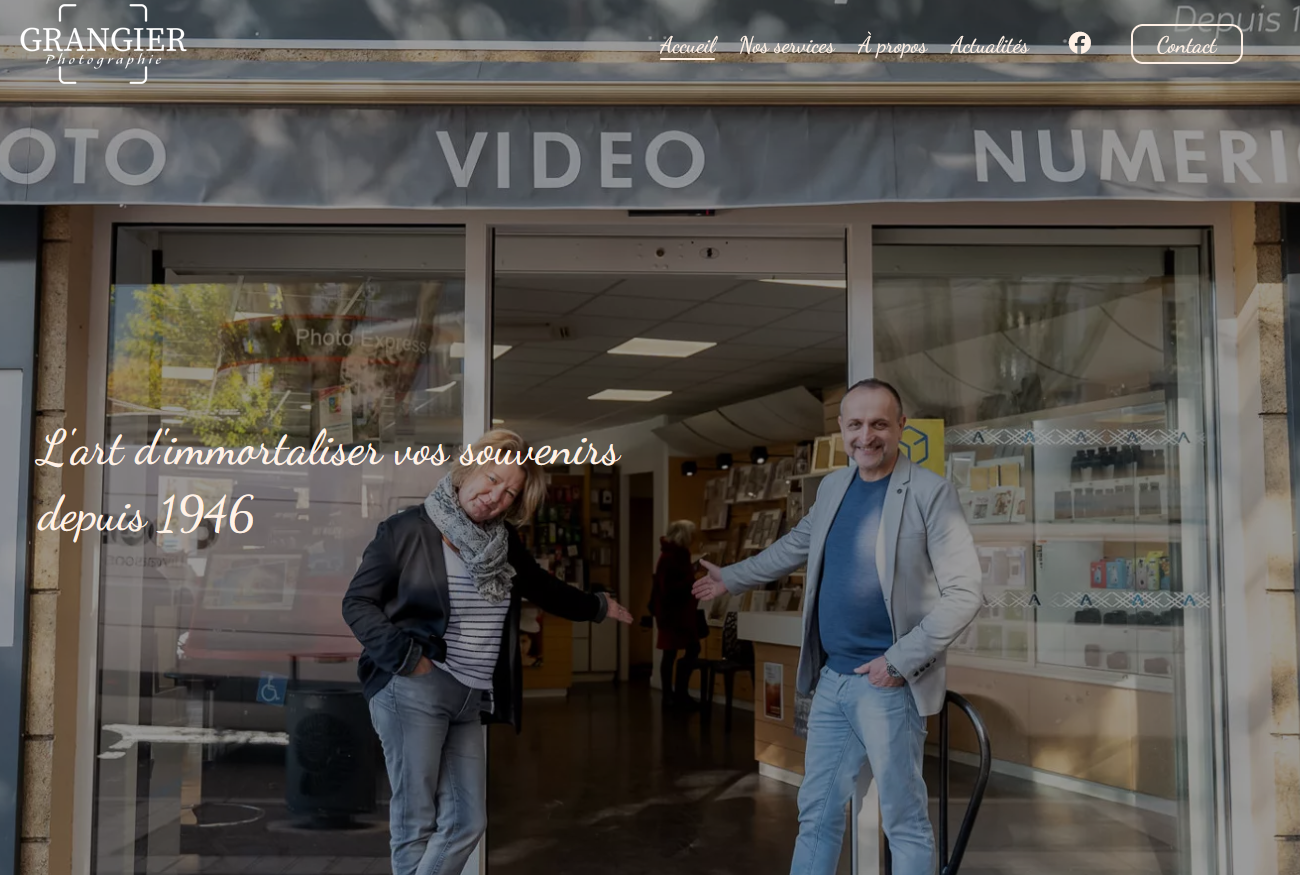 Depuis 1
GRANGIER
Photographie
Accueil Nos services À propos Actualités Contact
OTO VIDEO NUMERI
Photo Express
L'art d'immortaliser vos souvenirs
depuis 1946